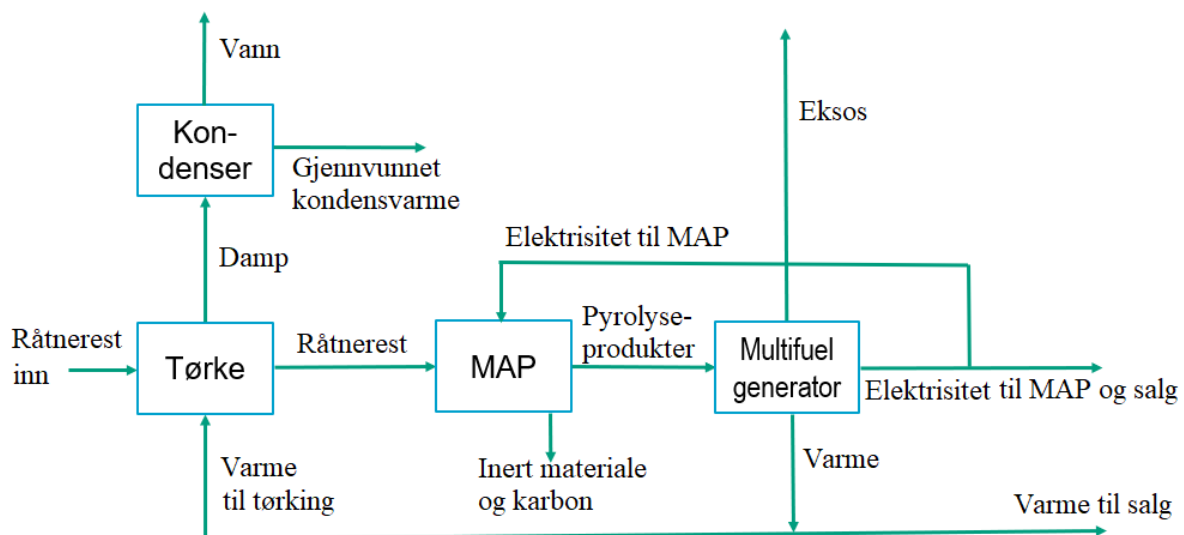 Vann
Eksos
Kon-
denser
Gjennvunnet
kondensvarme
Elektrisitet til MAP
Damp
Råtnerest
inn
Tørke
Råtnerest
MAP
Pyrolyse-
produkter
Multifuel
generator
Elektrisitet til MAP og salg
Varme
til tørking
Inert materiale
og karbon
Varme
Varme til salg